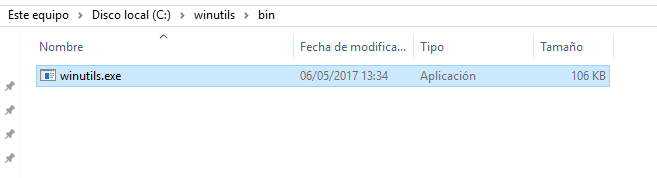 Este equipo > Disco local (C:) > winutils > bin
Nombre Fecha de modifica... Tipo Tamaño
winutils.exe 06/05/2017 13:34 Aplicación 106 KB